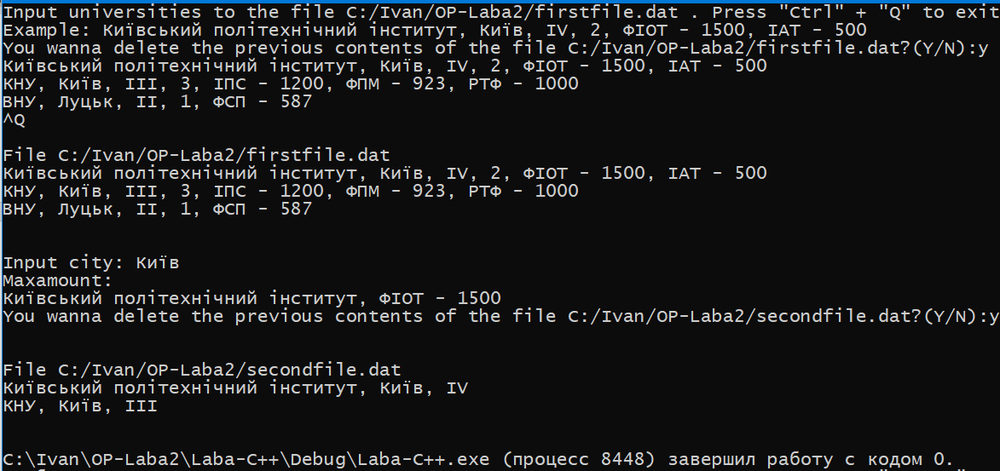 Input universities to the file C:/Ivan/OP-Laba2/firstfile.dat . Press "Ctrl" + "Q" to exit
Example: Київський політехнічний інститут, Київ, IV, 2, ФІОТ - 1500, ІАТ - 500
You wanna delete the previous contents of the file C:/Ivan/OP-Laba2/firstfile.dat?(Y/N):y
Київський політехнічний інститут, Київ, IV, 2, ФІОТ - 1500, ІАТ - 500
КНУ, Київ, III, 3, ІПС - 1200, ФПМ - 923, РТФ - 1000
ВНУ, Луцьк, II, 1, ФСП - 587
^Q
File C:/Ivan/OP-Laba2/firstfile.dat
Київський політехнічний інститут, Київ, IV, 2, ФІОТ - 1500, ІАТ - 500
КНУ, Київ, III, 3, ІПС - 1200, ФПМ - 923, РТФ - 1000
ВНУ, Луцьк, II, 1, ФСП - 587
Input city: Київ
Maxamount:
Київський політехнічний інститут, ФІОТ - 1500
You wanna delete the previous contents of the file C:/Ivan/OP-Laba2/secondfile.dat?(Y/N):y
File C:/Ivan/OP-Laba2/secondfile.dat
Київський політехнічний інститут, Київ, IV
КНУ, Київ, III
C:\Ivan\OP-Laba2\Laba-C++\Debug\Laba-C++.exe (процесс 8448) завершил работу с кодом 0.